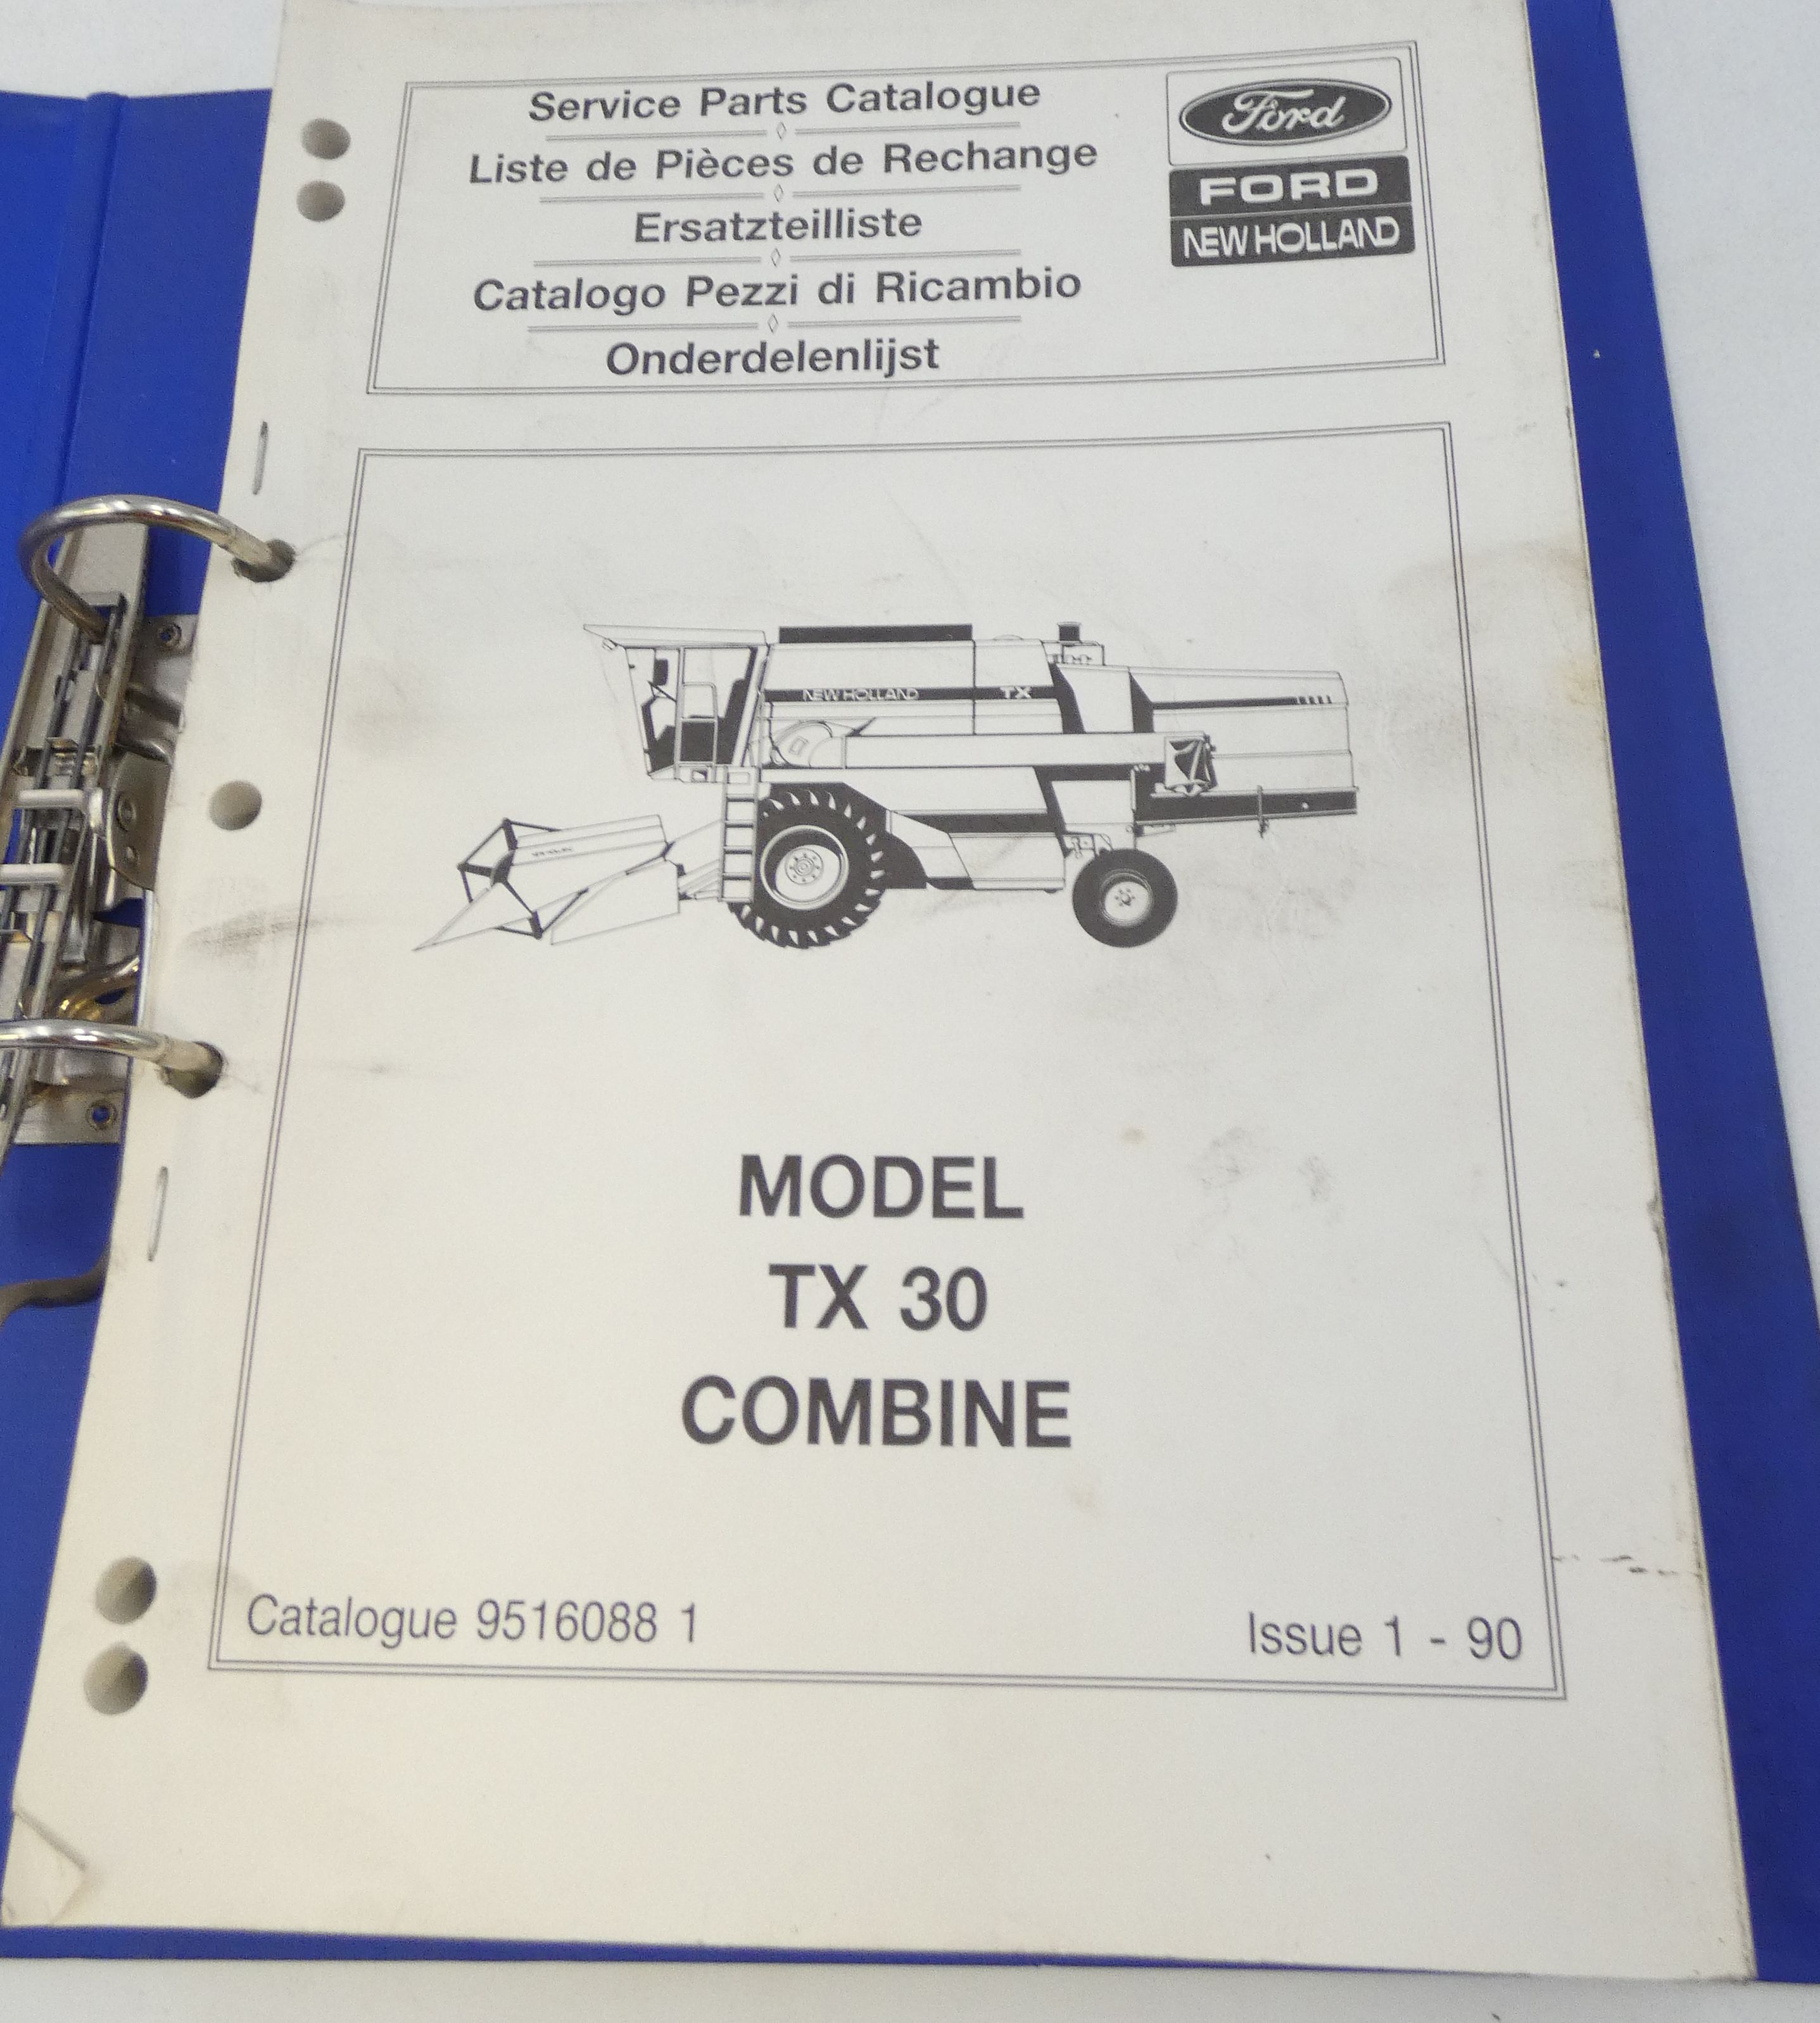 Service Parts Catalogue
Liste de Pièces de Rechange
Ersatzteilliste
Catalogo Pezzi di Ricambio
Onderdelenlijst
Ford
FORD
NEW HOLLAND
NEW HOLLAND TX
MODEL
TX 30
COMBINE
Catalogue 9516088 1
Issue 1 - 90